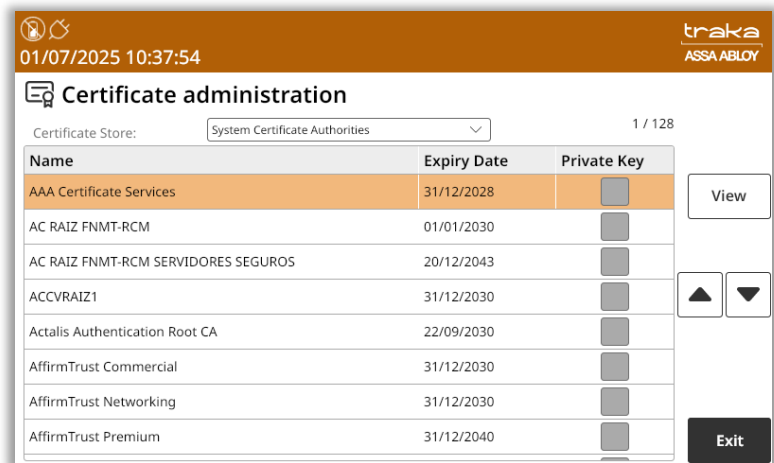 traka
01/07/2025 10:37:54
ASSA ABLOY
Certificate administration
Certificate Store:
System Certificate Authorities
1 / 128
Name Expiry Date Private Key
AAA Certificate Services 31/12/2028
View
AC RAIZ FNMT-RCM 01/01/2030
AC RAIZ FNMT-RCM SERVIDORES SEGUROS 20/12/2043
ACCVRAIZ1 31/12/2030
Actalis Authentication Root CA 22/09/2030
AffirmTrust Commercial 31/12/2030
AffirmTrust Networking 31/12/2030
AffirmTrust Premium 31/12/2040
Exit